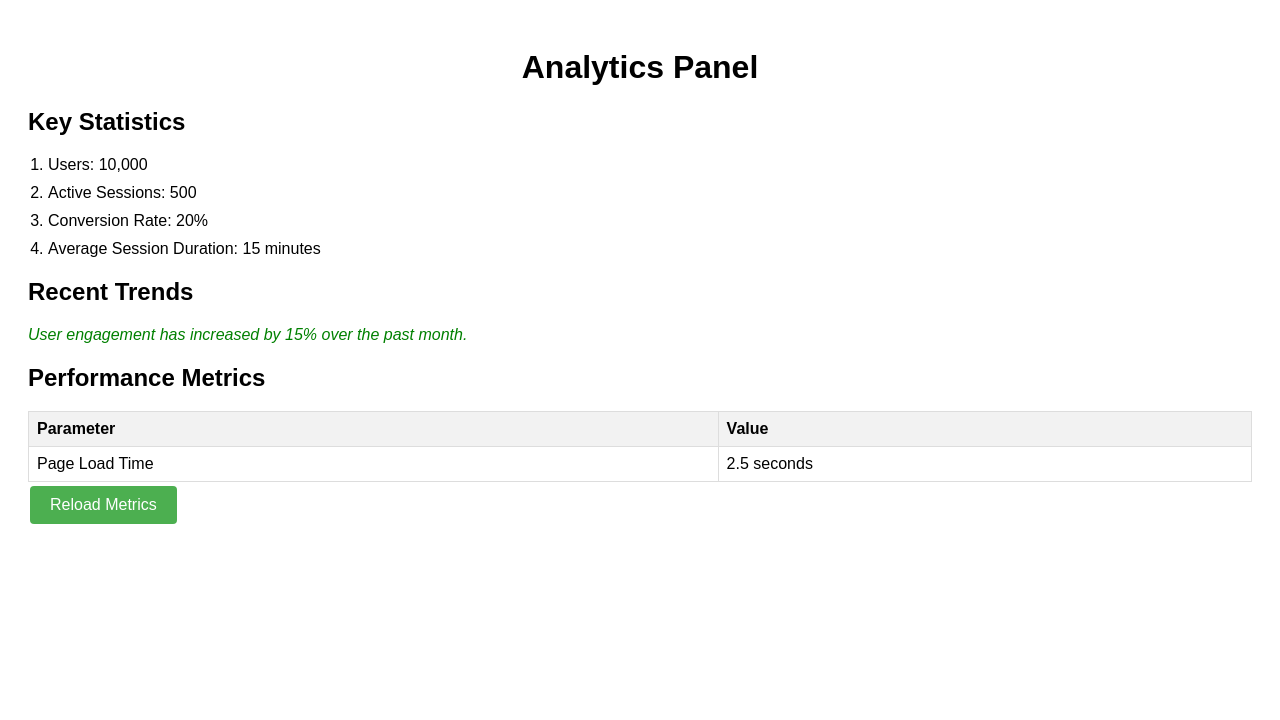 Analytics Panel
Key Statistics
1. Users: 10,000
2. Active Sessions: 500
3. Conversion Rate: 20%
4. Average Session Duration: 15 minutes
Recent Trends
User engagement has increased by 15% over the past month.
Performance Metrics
Parameter Value
Page Load Time 2.5 seconds
Reload Metrics